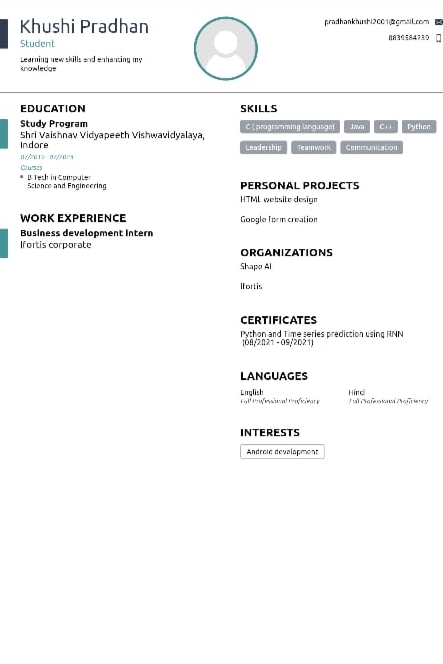 Khushi Pradhan
Student
Learning new skills and enhancing my
knowledge
pradhankhushi2001@gmail.com
8839584239
EDUCATION
Study Program
Shri Vaishnav Vidyapeeth Vishwavidyalaya,
Indore
Courses
B Tech in Computer
Science and Engineering
WORK EXPERIENCE
Business development Intern
Ifortis corporate
SKILLS
C ( programming language) Java C++ Python
Leadership Teamwork Communication
PERSONAL PROJECTS
HTML website design
Google form creation
ORGANIZATIONS
Shape AI
Ifortis
CERTIFICATES
Python and Time series prediction using RNN
(08/2021 - 09/2021)
LANGUAGES
English Hindi
Full Professional Proficiency Full Professional Proficiency
INTERESTS
Android development